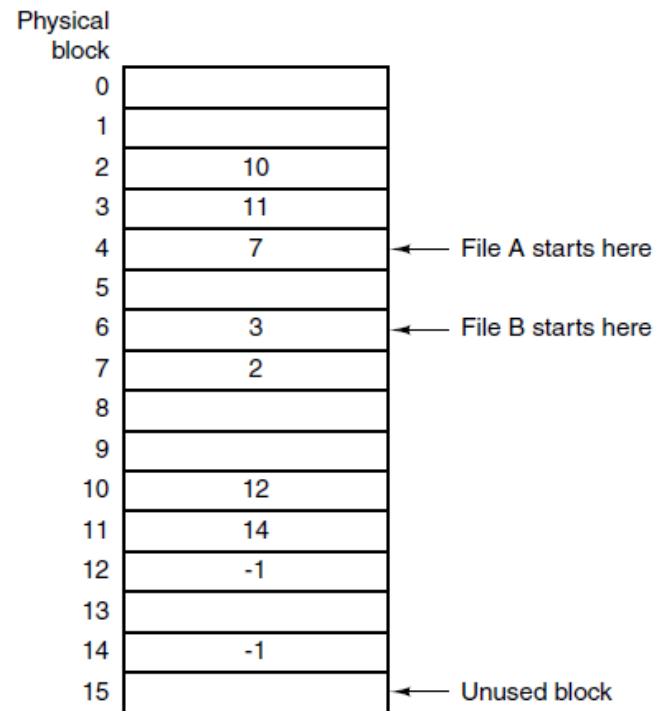 Physical
block
0
1
2 10
3 11
4 7 File A starts here
5
6 3 File B starts here
7 2
8
9
10 12
11 14
12 -1
13
14 -1
15 Unused block